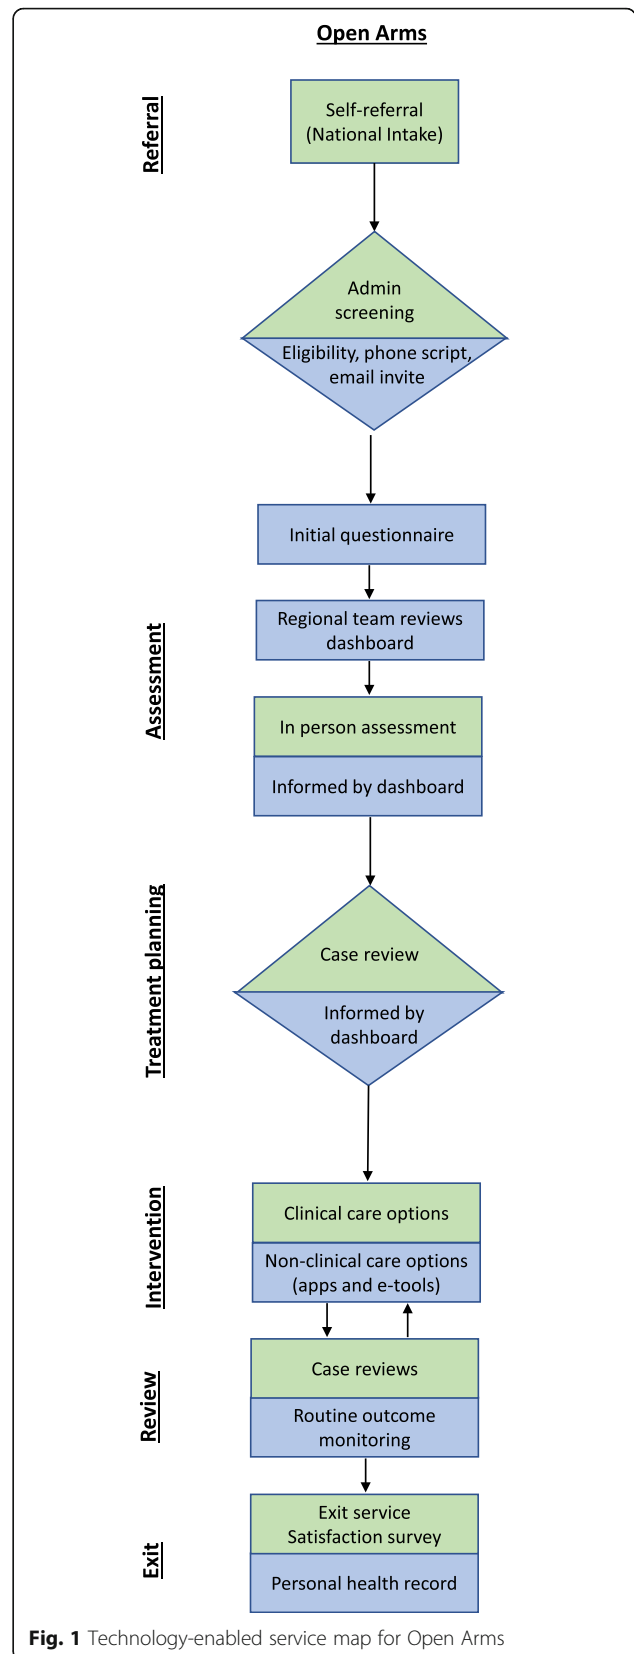 Open Arms
Referral
Self-referral
(National Intake)
Admin
screening
Eligibility, phone script,
email invite
Initial questionnaire
Assessment
Regional team reviews
dashboard
In person assessment
Informed by dashboard
Treatment planning
Case review
Informed by
dashboard
Intervention
Clinical care options
Non-clinical care options
(apps and e-tools)
Review
Case reviews
Routine outcome
monitoring
Exit
Exit service
Satisfaction survey
Personal health record
Fig. 1 Technology-enabled service map for Open Arms